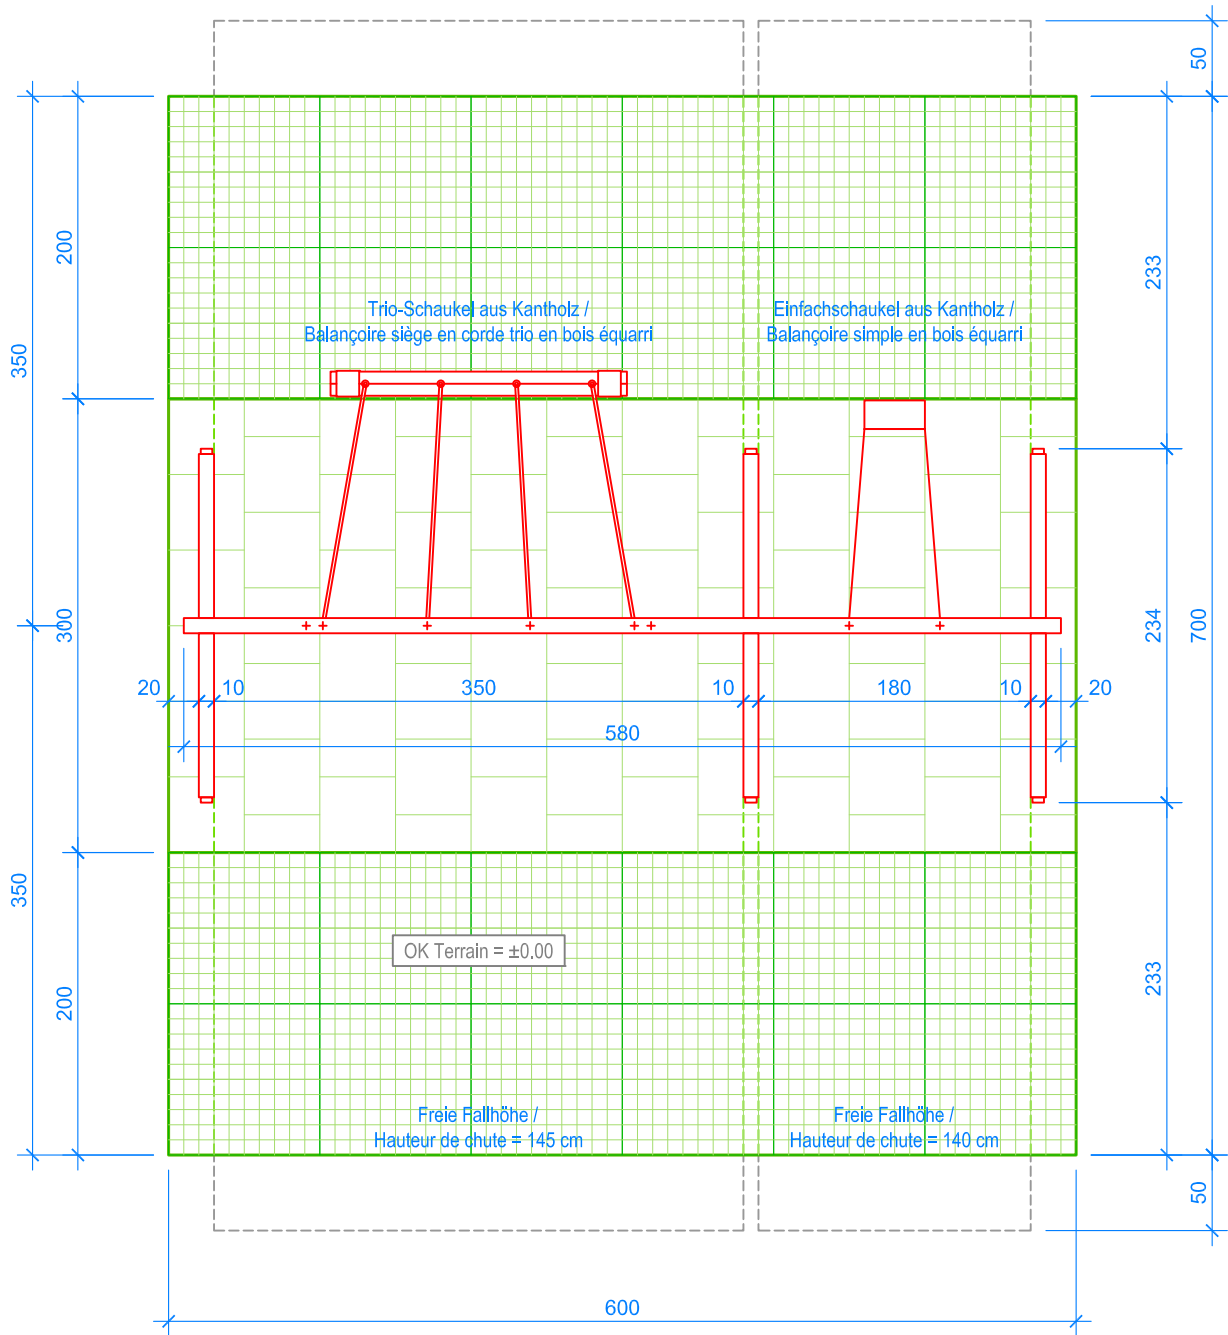 50
200
233
Trio-Schaukel aus Kantholz /
Balançoire siège en corde trio en bois équarri
Einfachschaukel aus Kantholz /
Balançoire simple en bois équarri
350
300
234
700
20
10
350
10
180
10
20
580
350
OK Terrain = ±0.00
233
200
Freie Fallhöhe /
Hauteur de chute = 145 cm
Freie Fallhöhe /
Hauteur de chute = 140 cm
50
600